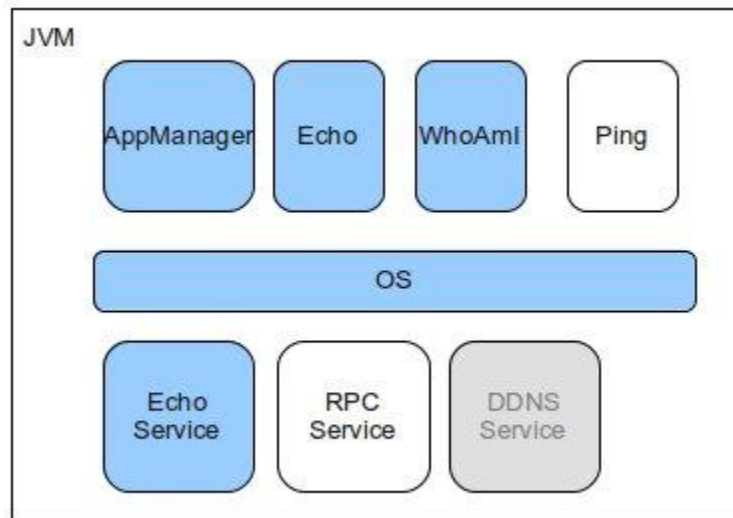 JVM
AppManager
Echo
WhoAmI
Ping
OS
Echo
Service
RPC
Service
DDNS
Service